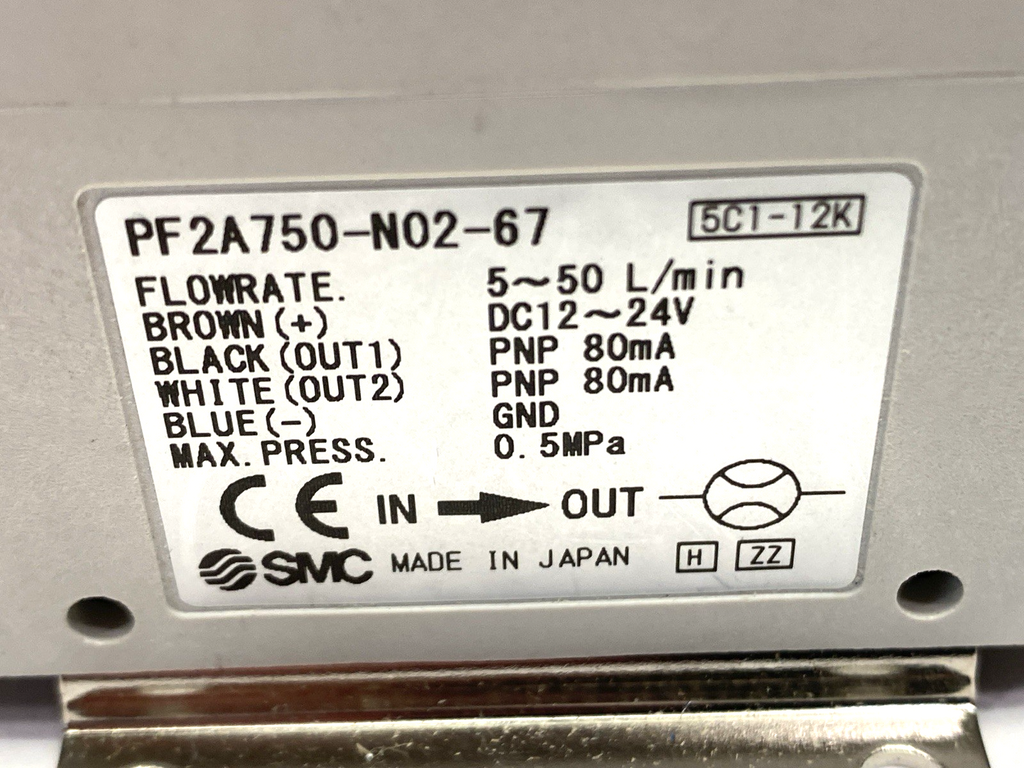 PF2A750-N02-67 5C1-12K
FLOWRATE. 5~50 L/min
BROWN(+) DC12~24V
BLACK(OUT1) PNP 80mA
WHITE(OUT2) PNP 80mA
BLUE(-) GND
MAX.PRESS. 0.5MPa
CE IN OUT
SMC MADE IN JAPAN H ZZ